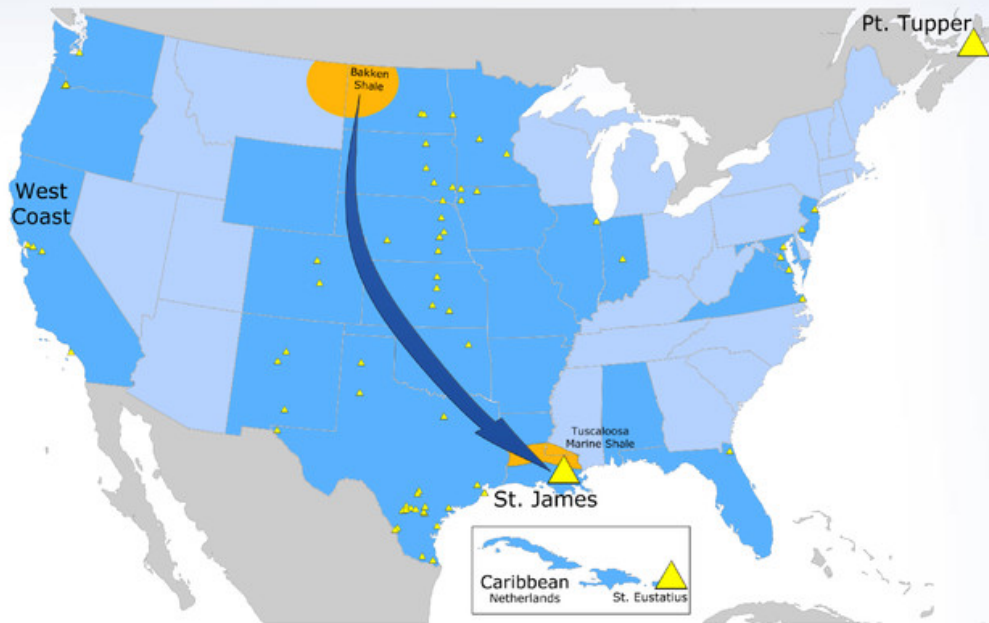 Pt. Tupper
Bakken
Shale
West
Coast
Tuscaloosa
Marine Shale
St. James
Caribbean
Netherlands
St. Eustatius